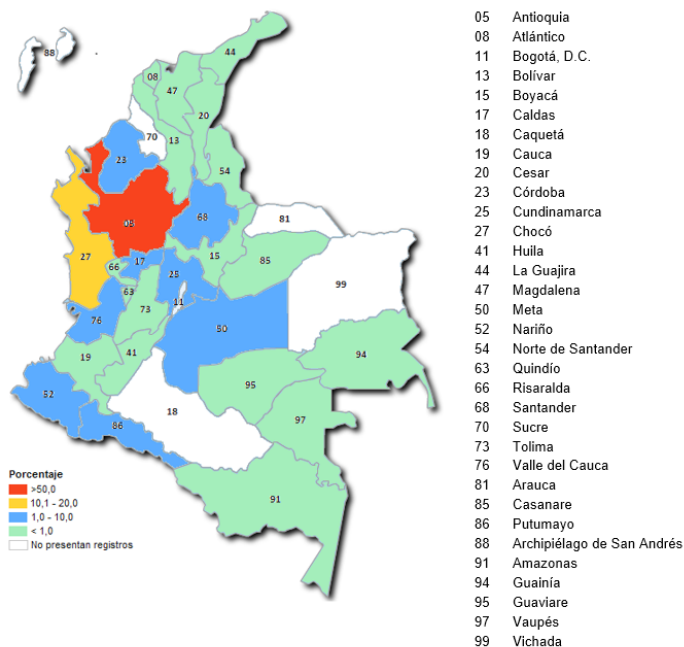 88
44
08
47
20
70
13
23
54
68
81
05
27
66
17
25
15
85
99
63
11
73
76
50
19
41
94
95
52
86
18
97
91
Porcentaje
>50,0
10,1 - 20,0
1,0 - 10,0
< 1,0
No presentan registros
05 Antioquia
08 Atlántico
11 Bogotá, D.C.
13 Bolívar
15 Boyacá
17 Caldas
18 Caquetá
19 Cauca
20 Cesar
23 Córdoba
25 Cundinamarca
27 Chocó
41 Huila
44 La Guajira
47 Magdalena
50 Meta
52 Nariño
54 Norte de Santander
63 Quindío
66 Risaralda
68 Santander
70 Sucre
73 Tolima
76 Valle del Cauca
81 Arauca
85 Casanare
86 Putumayo
88 Archipiélago de San Andrés
91 Amazonas
94 Guainía
95 Guaviare
97 Vaupés
99 Vichada